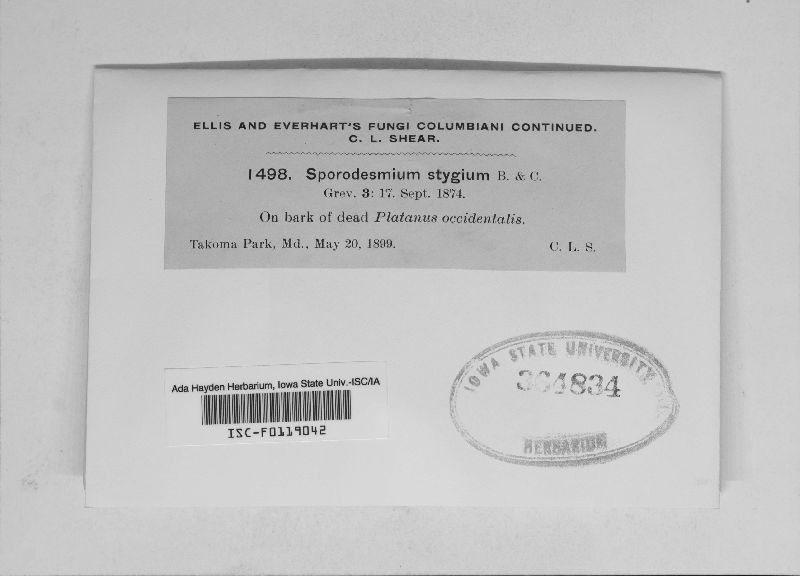 ELLIS AND EVERHART'S FUNGI COLUMBIANI CONTINUED.
C. L. SHEAR.
1498. Sporodesmium stygium B. & C.
Grev. 3: 17. Sept. 1874.
On bark of dead Platanus occidentalis.
Takoma Park, Md., May 20, 1899. C. L. S.
Ada Hayden Herbarium, Iowa State Univ.-ISC/IA
ISC-F0119042
IOWA STATE UNIVERSITY
364834
HERBARIUM